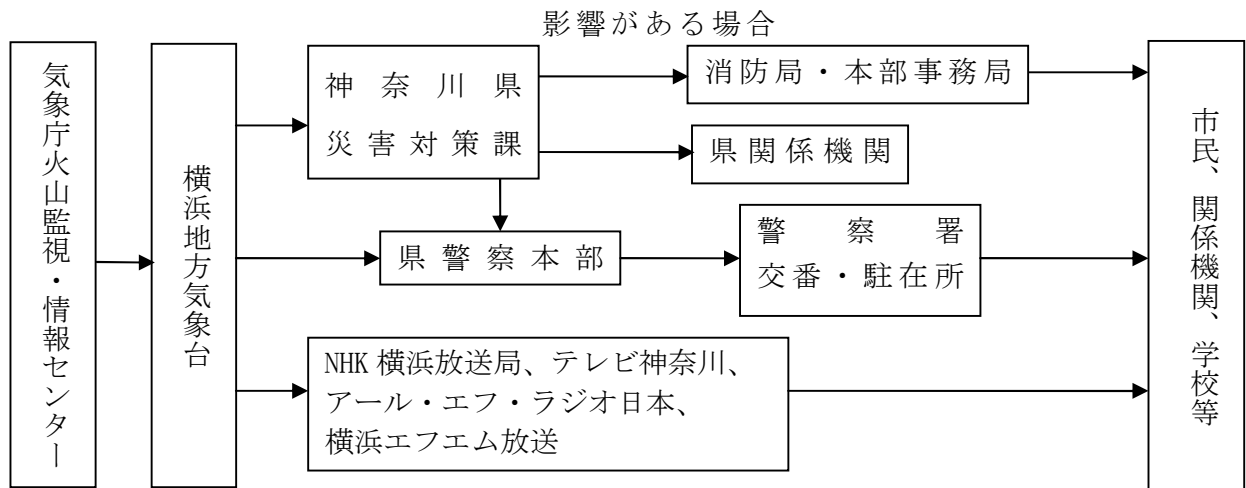 影響がある場合
気象庁火山監視・情報センター
横浜地方気象台
神奈川県
災害対策課
消防局・本部事務局
県関係機関
県警察本部
警察署
交番・駐在所
NHK 横浜放送局、テレビ神奈川、
アール・エフ・ラジオ日本、
横浜エフエム放送
市民、関係機関、学校等